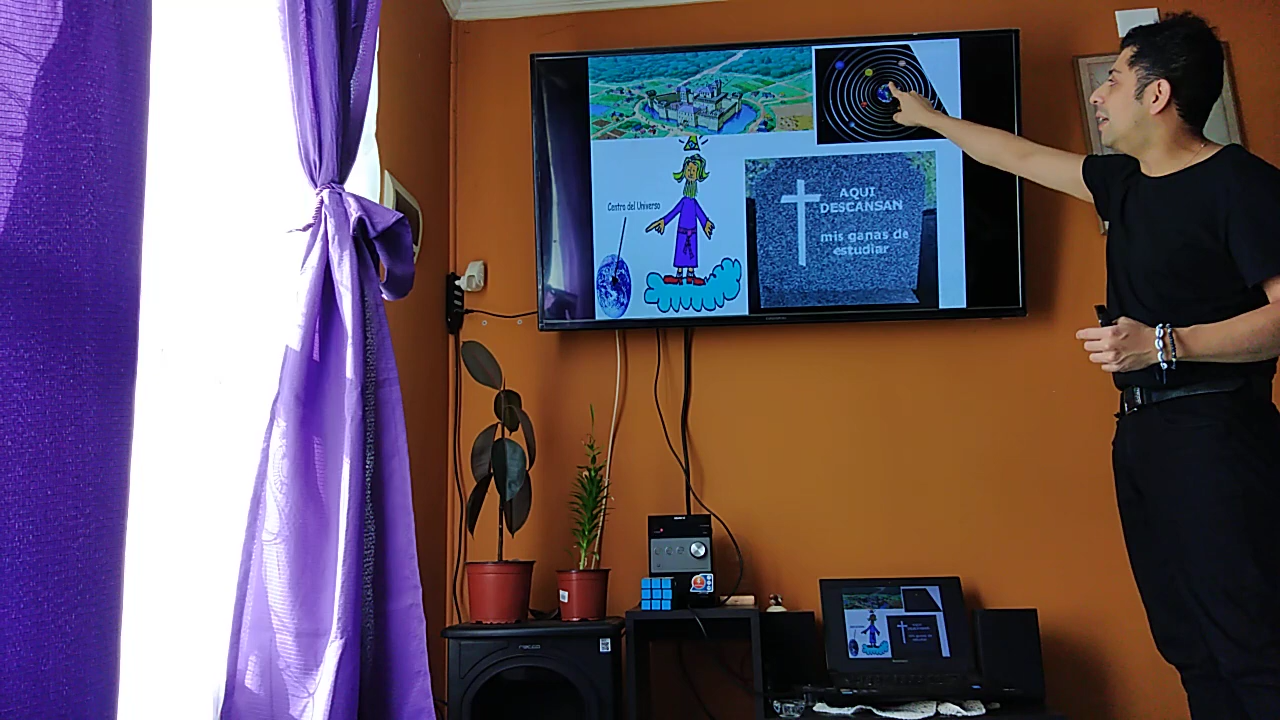 Centro del Universo
AQUI
DESCANSAN
mis ganas de
estudiar